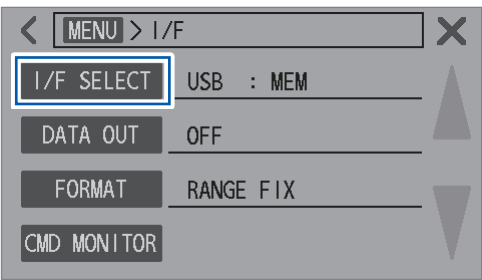 MENU > I/F
I/F SELECT USB : MEM
DATA OUT OFF
FORMAT RANGE FIX
CMD MONITOR